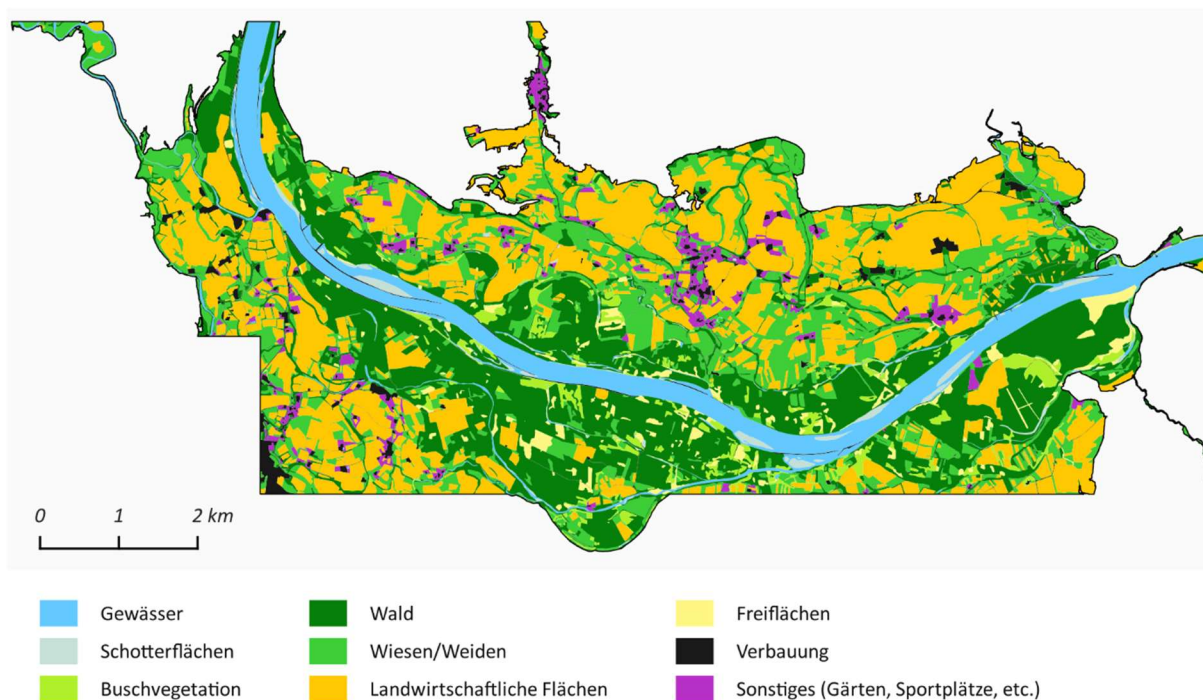 0 1 2 km
Gewässer Wald Freiflächen
Schotterflächen Wiesen/Weiden Verbauung
Buschvegetation Landwirtschaftliche Flächen Sonstiges (Gärten, Sportplätze, etc.)